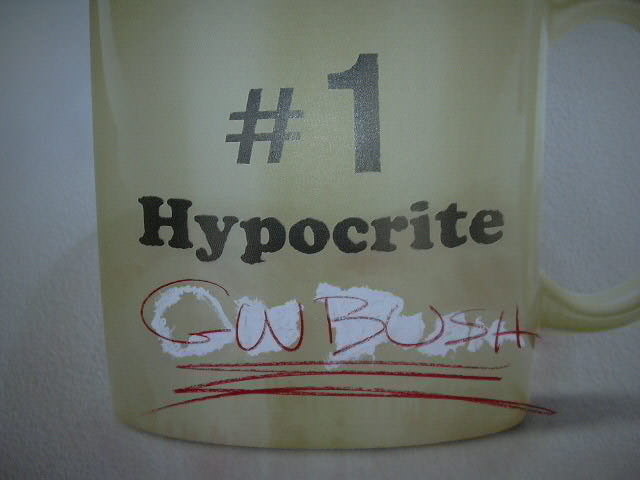 #1
Hypocrite
GW BUSH